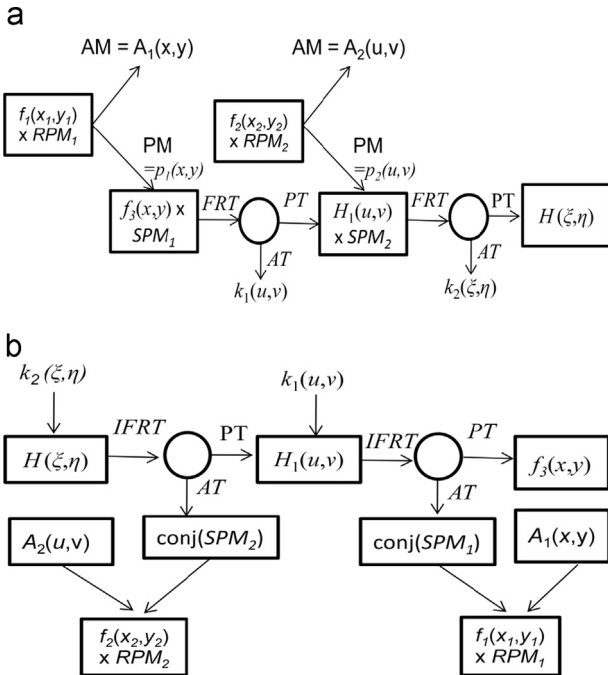 a
AM = A₁(x,y)
AM = A₂(u,v)
f₁(x₁,y₁)
x RPM₁
f₂(x₂,y₂)
x RPM₂
PM
=p₁(x,y)
PM
=p₂(u,v)
f₃(x,y) x
SPM₁
FRT
PT
H₁(u,v)
x SPM₂
FRT
PT
H(ξ,η)
AT
AT
k₁(u,v)
k₂(ξ,η)
b
k₂(ξ,η)
k₁(u,v)
H(ξ,η)
IFRT
PT
H₁(u,v)
IFRT
PT
f₃(x,y)
AT
AT
A₂(u,v)
conj(SPM₂)
conj(SPM₁)
A₁(x,y)
f₂(x₂,y₂)
x RPM₂
f₁(x₁,y₁)
x RPM₁